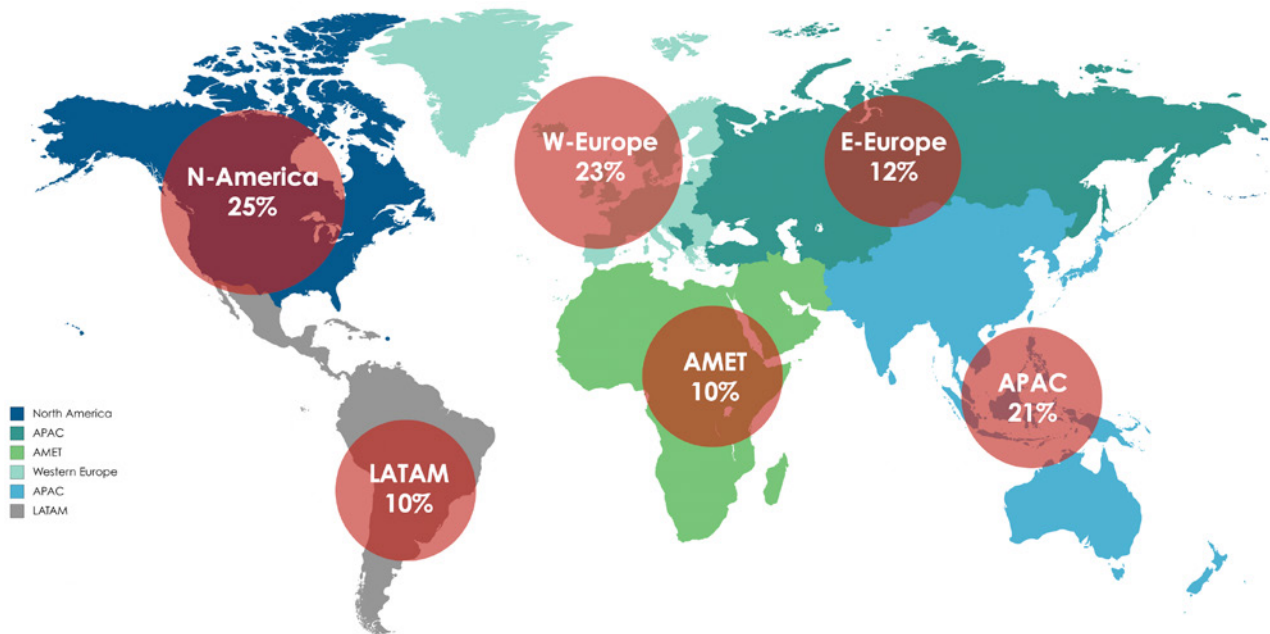 N-America
25%
W-Europe
23%
E-Europe
12%
AMET
10%
APAC
21%
LATAM
10%
North America
APAC
AMET
Western Europe
APAC
LATAM